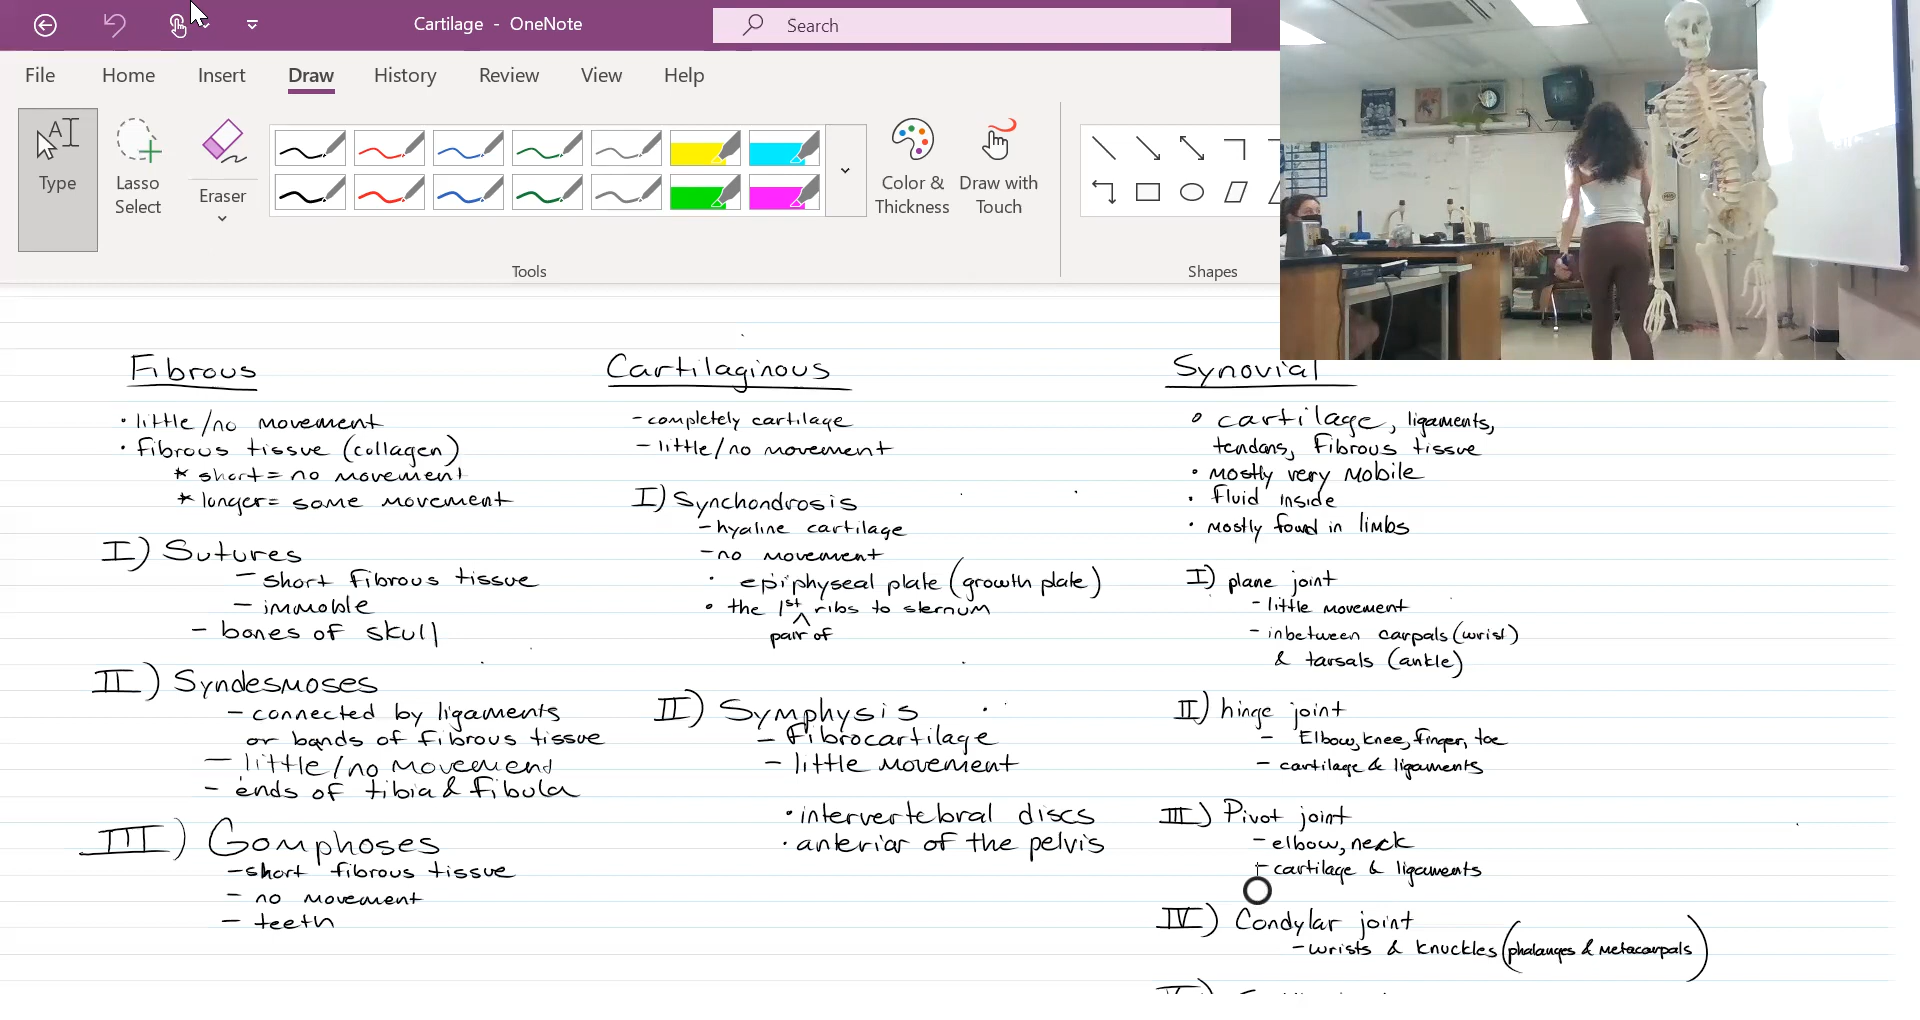 Cartilage - OneNote
Search
File Home Insert Draw History Review View Help
Type
Lasso Select
Eraser
Color & Thickness
Draw with Touch
Tools
Shapes
Fibrous
• little/no movement
• fibrous tissue (collagen)
* short = no movement
* longer = some movement
I) Sutures
- short fibrous tissue
- immoble
- bones of skull
II) Syndesmoses
- connected by ligaments
or bands of fibrous tissue
- little/no movement
- ends of tibia & fibula
III) Gomphoses
- short fibrous tissue
- no movement
- teeth
Cartilaginous
- completely cartilage
- little/no movement
I) Synchondrosis
- hyaline cartilage
- no movement
• epiphyseal plate (growth plate)
• the 1st ^ ribs to sternum
pair of
II) Symphysis
- fibrocartilage
- little movement
• intervertebral discs
• anterior of the pelvis
Synovial
• cartilage, ligaments,
tendons, fibrous tissue
• mostly very mobile
• fluid inside
• mostly found in limbs
I) plane joint
- little movement
- inbetween carpals (wrist)
& tarsals (ankle)
II) hinge joint
- Elbow, knee, finger, toe
- cartilage & ligaments
III) Pivot joint
- elbow, neck
- cartilage & ligaments
IV) Condylar joint
- wrists & knuckles (phalanges & metacarpals)